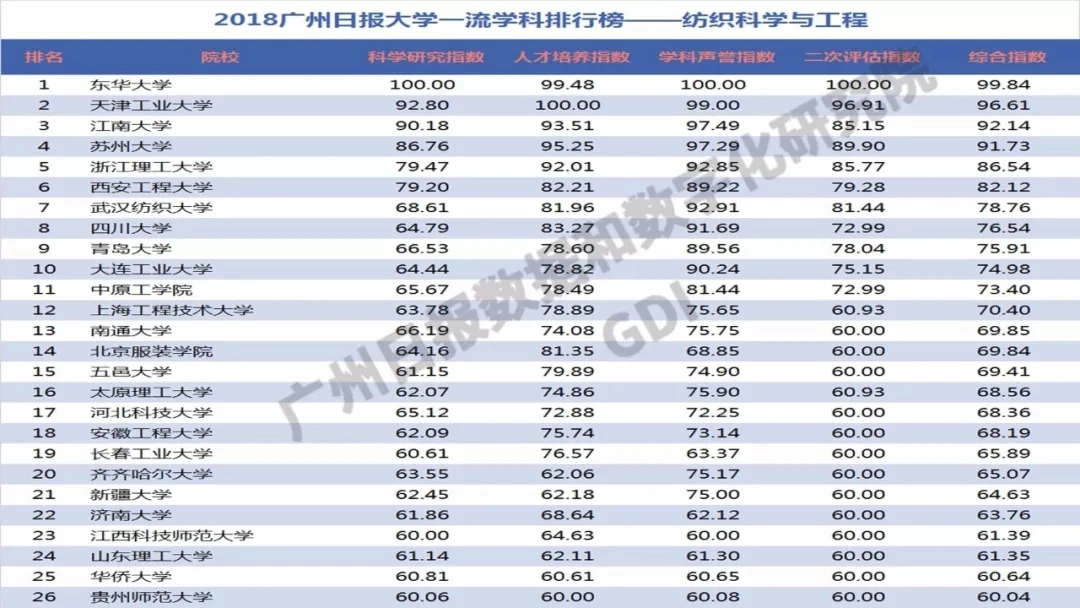 2018广州日报大学一流学科排行榜——纺织科学与工程
排名 院校 科学研究指数 人才培养指数 学科声誉指数 二次评估指数 综合指数
1 东华大学 100.00 99.48 100.00 100.00 99.84
2 天津工业大学 92.80 100.00 99.00 96.91 96.61
3 江南大学 90.18 93.51 97.49 85.15 92.14
4 苏州大学 86.76 95.25 97.29 89.90 91.73
5 浙江理工大学 79.47 92.01 92.85 85.77 86.54
6 西安工程大学 79.20 82.21 89.22 79.28 82.12
7 武汉纺织大学 68.61 81.96 92.91 81.44 78.76
8 四川大学 64.79 83.27 91.69 72.99 76.54
9 青岛大学 66.53 78.60 89.56 78.04 75.91
10 大连工业大学 64.44 78.82 90.24 75.15 74.98
11 中原工学院 65.67 78.49 81.44 72.99 73.40
12 上海工程技术大学 63.78 78.89 75.65 60.93 70.40
13 南通大学 66.19 74.08 75.75 60.00 69.85
14 北京服装学院 64.16 81.35 68.85 60.00 69.84
15 五邑大学 61.15 79.89 74.90 60.00 69.41
16 太原理工大学 62.07 74.86 75.90 60.93 68.56
17 河北科技大学 65.12 72.88 72.25 60.00 68.36
18 安徽工程大学 62.09 75.74 73.14 60.00 68.19
19 长春工业大学 60.61 76.57 63.37 60.00 65.89
20 齐齐哈尔大学 63.55 62.06 75.17 60.00 65.07
21 新疆大学 62.45 62.18 75.00 60.00 64.63
22 济南大学 61.86 68.64 62.12 60.00 63.76
23 江西科技师范大学 60.00 64.63 60.00 60.00 61.39
24 山东理工大学 61.14 62.11 61.30 60.00 61.35
25 华侨大学 60.81 60.61 60.65 60.00 60.64
26 贵州师范大学 60.06 60.00 60.08 60.00 60.04
广州日报数据和数字化研究院
GDI